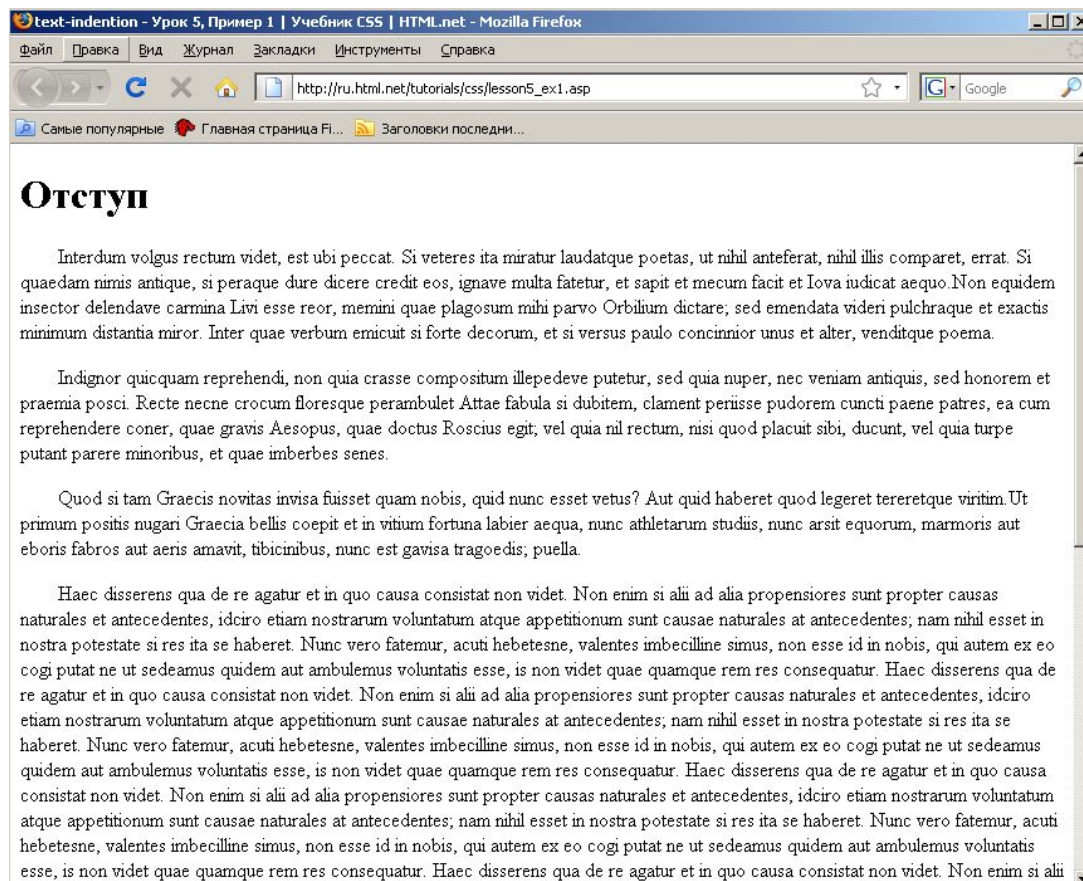 text-indention - Урок 5, Пример 1 | Учебник CSS | HTML.net - Mozilla Firefox
Файл Правка Вид Журнал Закладки Инструменты Справка
http://ru.html.net/tutorials/css/lesson5_ex1.asp G Google
Самые популярные Главная страница Fi... Заголовки последни...
Отступ
Interdum volgus rectum videt, est ubi peccat. Si veteres ita miratur laudatque poetas, ut nihil anteferat, nihil illis comparet, errat. Si
quaedam nimis antique, si peraque dure dicere credit eos, ignave multa fatetur, et sapit et mecum facit et Iova iudicat aequo.Non equidem
insector delendave carmina Livi esse reor, memini quae plagosum mihi parvo Orbilium dictare; sed emendata videri pulchraque et exactis
minimum distantia miror. Inter quae verbum emicuit si forte decorum, et si versus paulo concinnior unus et alter, venditque poema.
Indignor quicquam reprehendi, non quia crasse compositum illepedeve putetur, sed quia nuper, nec veniam antiquis, sed honorem et
praemia posci. Recte necne crocum floresque perambulet Attae fabula si dubitem, clament periisse pudorem cuncti paene patres, ea cum
reprehendere coner, quae gravis Aesopus, quae doctus Roscius egit; vel quia nil rectum, nisi quod placuit sibi, ducunt, vel quia turpe
putant parere minoribus, et quae imberbes senes.
Quod si tam Graecis novitas invisa fuisset quam nobis, quid nunc esset vetus? Aut quid haberet quod legeret tereretque viritim.Ut
primum positis nugari Graecia bellis coepit et in vitium fortuna labier aequa, nunc athletarum studiis, nunc arsit equorum, marmoris aut
eboris fabros aut aeris amavit, tibicinibus, nunc est gavisa tragoedis; puella.
Haec disserens qua de re agatur et in quo causa consistat non videt. Non enim si alii ad alia propensiores sunt propter causas
naturales et antecedentes, idciro etiam nostrarum voluntatum atque appetitionum sunt causae naturales at antecedentes; nam nihil esset in
nostra potestate si res ita se haberet. Nunc vero fatemur, acuti hebetesne, valentes imbecilline simus, non esse id in nobis, qui autem ex eo
cogi putat ne ut sedeamus quidem aut ambulemus voluntatis esse, is non videt quae quamque rem res consequatur. Haec disserens qua de
re agatur et in quo causa consistat non videt. Non enim si alii ad alia propensiores sunt propter causas naturales et antecedentes, idciro
etiam nostrarum voluntatum atque appetitionum sunt causae naturales at antecedentes; nam nihil esset in nostra potestate si res ita se
haberet. Nunc vero fatemur, acuti hebetesne, valentes imbecilline simus, non esse id in nobis, qui autem ex eo cogi putat ne ut sedeamus
quidem aut ambulemus voluntatis esse, is non videt quae quamque rem res consequatur. Haec disserens qua de re agatur et in quo causa
consistat non videt. Non enim si alii ad alia propensiores sunt propter causas naturales et antecedentes, idciro etiam nostrarum voluntatum
atque appetitionum sunt causae naturales at antecedentes; nam nihil esset in nostra potestate si res ita se haberet. Nunc vero fatemur, acuti
hebetesne, valentes imbecilline simus, non esse id in nobis, qui autem ex eo cogi putat ne ut sedeamus quidem aut ambulemus voluntatis
esse, is non videt quae quamque rem res consequatur. Haec disserens qua de re agatur et in quo causa consistat non videt. Non enim si alii